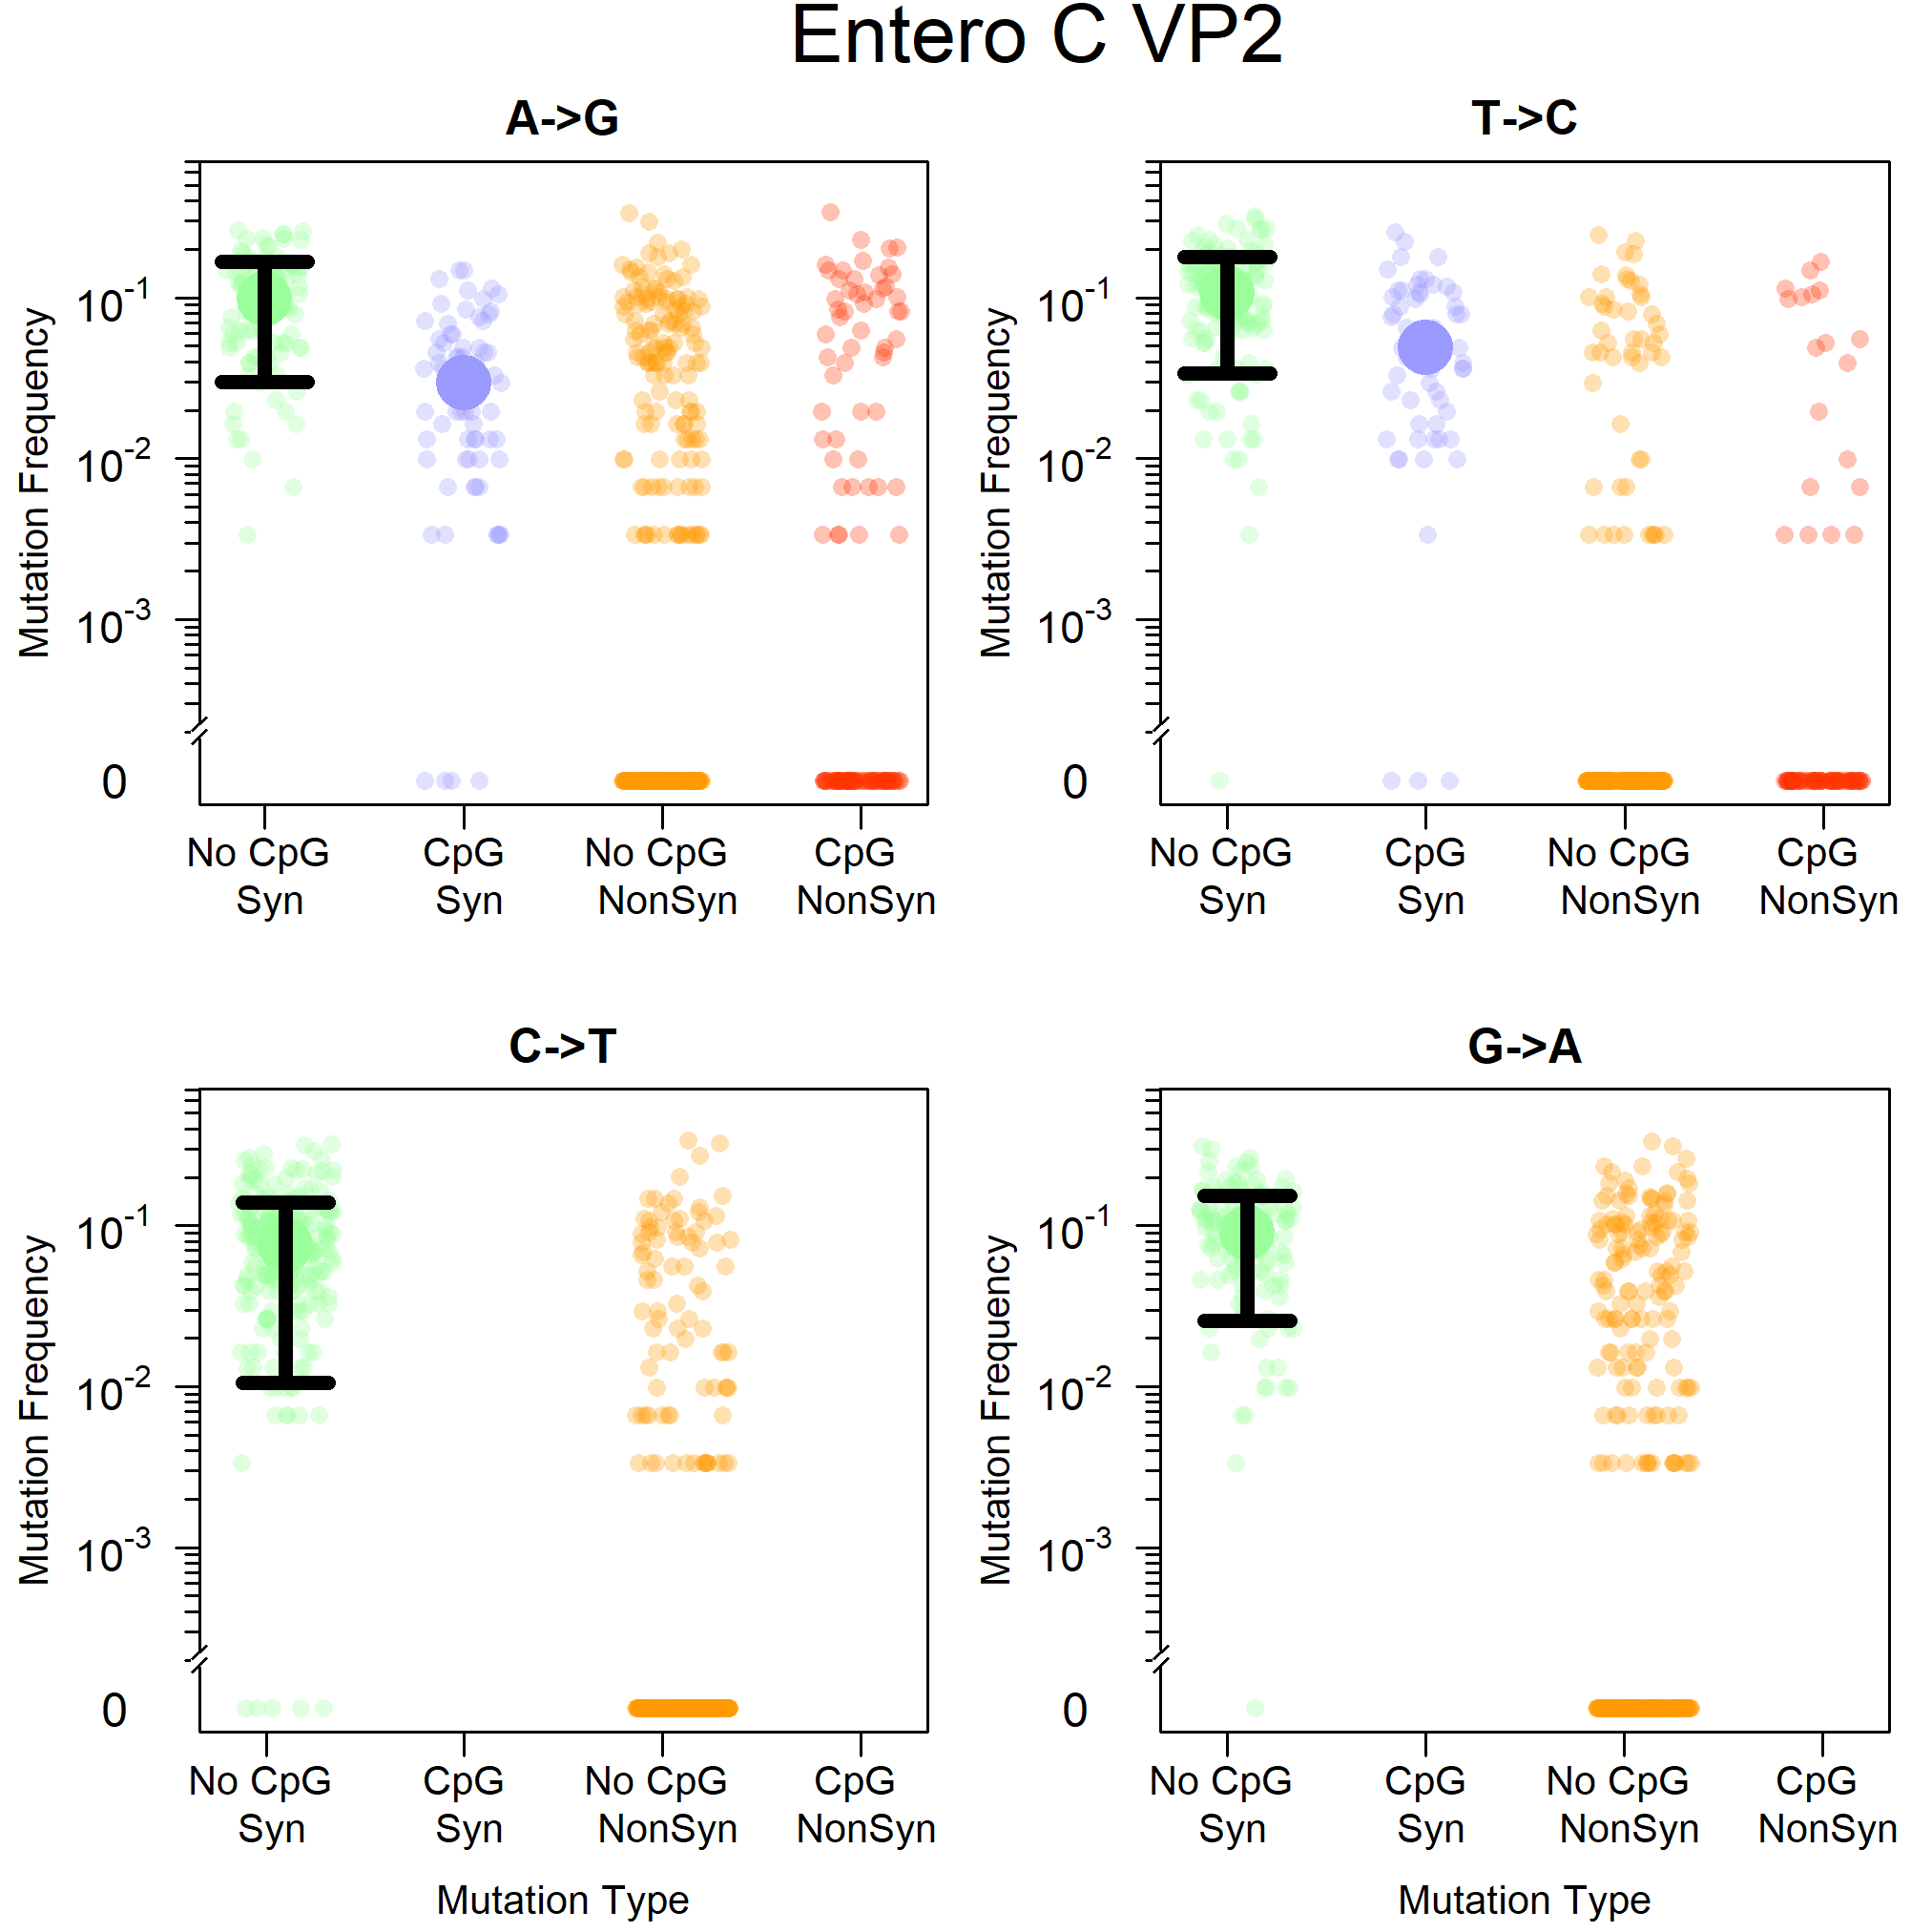 Entero C VP2
A->G
Mutation Frequency
10-1
10-2
10-3
0
No CpG CpG No CpG CpG
Syn Syn NonSyn NonSyn
T->C
Mutation Frequency
10-1
10-2
10-3
0
No CpG CpG No CpG CpG
Syn Syn NonSyn NonSyn
C->T
Mutation Frequency
10-1
10-2
10-3
0
No CpG CpG No CpG CpG
Syn Syn NonSyn NonSyn
Mutation Type
G->A
Mutation Frequency
10-1
10-2
10-3
0
No CpG CpG No CpG CpG
Syn Syn NonSyn NonSyn
Mutation Type